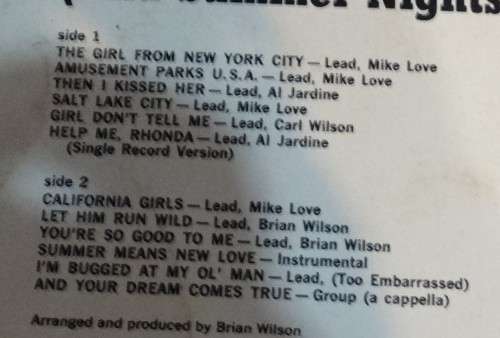 Summer Nights
side 1
THE GIRL FROM NEW YORK CITY — Lead, Mike Love
AMUSEMENT PARKS U.S.A. — Lead, Mike Love
THEN I KISSED HER — Lead, Al Jardine
SALT LAKE CITY — Lead, Mike Love
GIRL DON'T TELL ME — Lead, Carl Wilson
HELP ME, RHONDA — Lead, Al Jardine
(Single Record Version)
side 2
CALIFORNIA GIRLS — Lead, Mike Love
LET HIM RUN WILD — Lead, Brian Wilson
YOU'RE SO GOOD TO ME — Lead, Brian Wilson
SUMMER MEANS NEW LOVE — Instrumental
I'M BUGGED AT MY OL' MAN — Lead, (Too Embarrassed)
AND YOUR DREAM COMES TRUE — Group (a cappella)
Arranged and produced by Brian Wilson